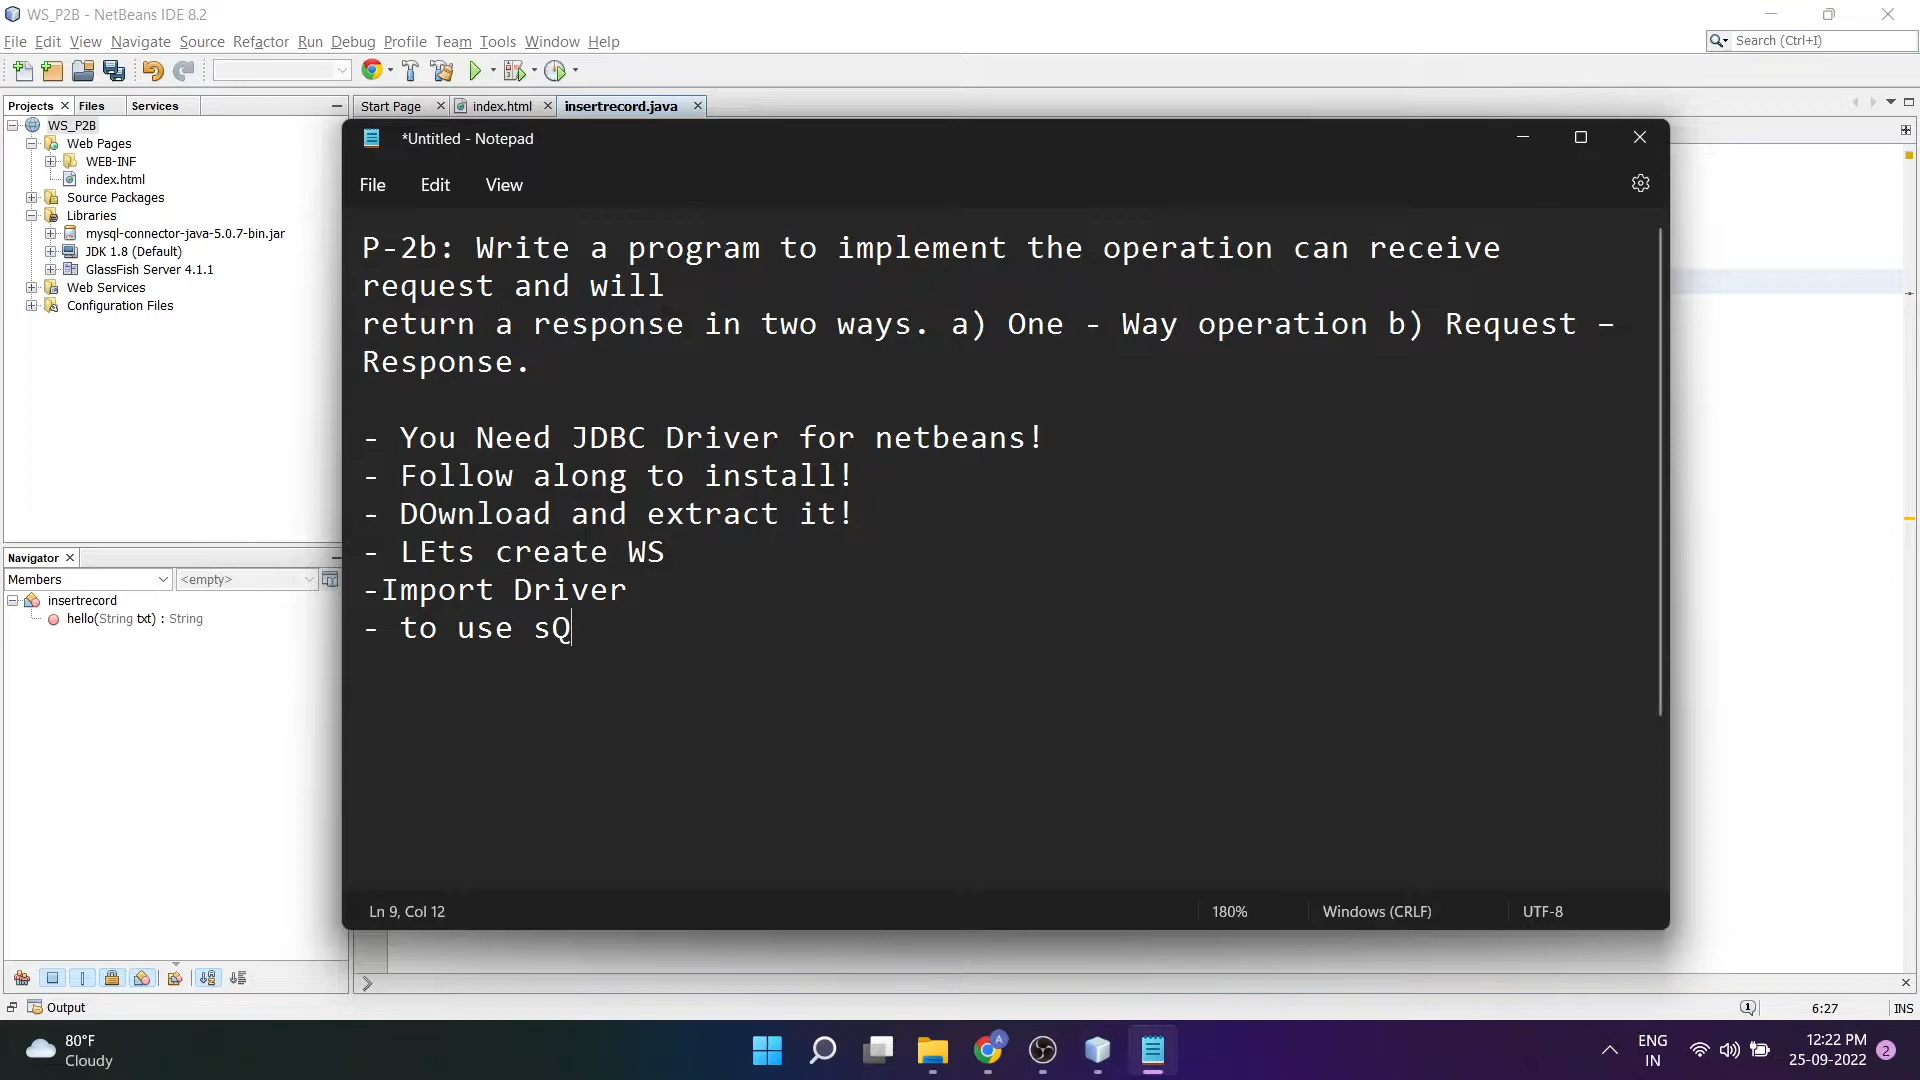 WS_P2B - NetBeans IDE 8.2
File Edit View Navigate Source Refactor Run Debug Profile Team Tools Window Help
Search (Ctrl+I)
Projects Files Services
Start Page index.html insertrecord.java
WS_P2B
Web Pages
WEB-INF
index.html
Source Packages
Libraries
mysql-connector-java-5.0.7-bin.jar
JDK 1.8 (Default)
GlassFish Server 4.1.1
Web Services
Configuration Files
Navigator
Members <empty>
insertrecord
hello(String txt) : String
*Untitled - Notepad
File Edit View
P-2b: Write a program to implement the operation can receive
request and will
return a response in two ways. a) One - Way operation b) Request –
Response.
- You Need JDBC Driver for netbeans!
- Follow along to install!
- DOwnload and extract it!
- LEts create WS
-Import Driver
- to use sQ
Ln 9, Col 12 180% Windows (CRLF) UTF-8
Output
1 6:27 INS
80°F
Cloudy
A
ENG
IN
12:22 PM
25-09-2022
2